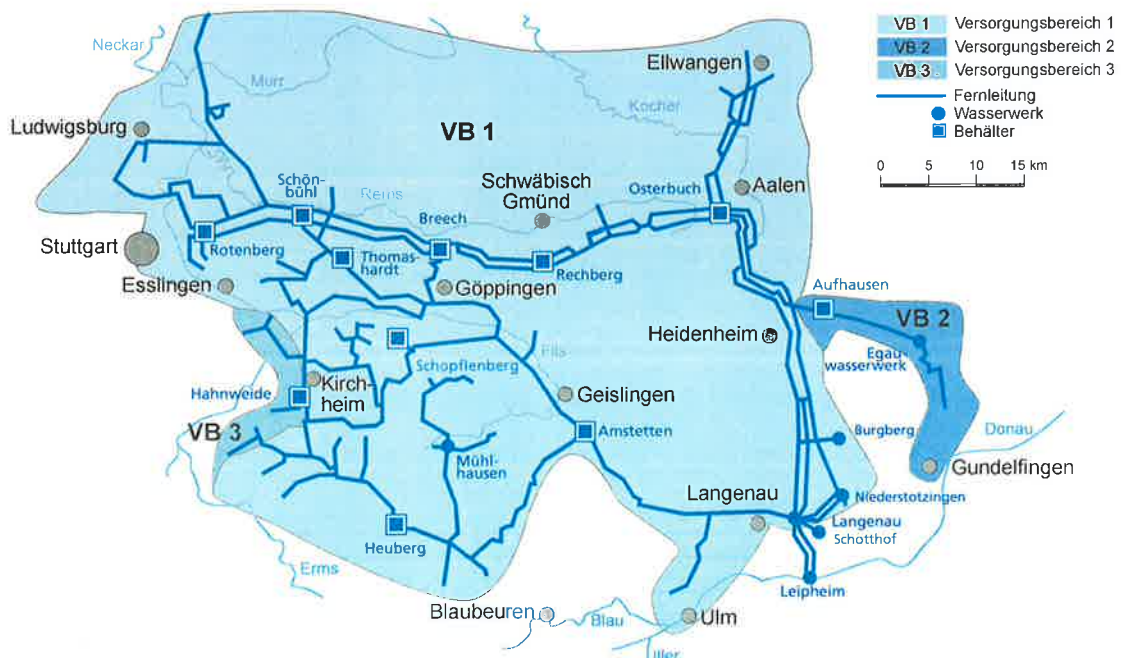 Neckar
VB 1 Versorgungsbereich 1
VB 2 Versorgungsbereich 2
VB 3 Versorgungsbereich 3
Fernleitung
Wasserwerk
Behälter
0 5 10 15 km
Ellwangen
Murr
Kocher
Ludwigsburg
VB 1
Schön-
bühl
Rems
Schwäbisch
Gmünd
Osterbuch
Aalen
Breech
Stuttgart
Rotenberg
Thomas-
hardt
Rechberg
Esslingen
Göppingen
Aufhausen
Heidenheim
VB 2
Fils
Egau-
wasserwerk
Schopflenberg
Hahnweide
Kirch-
heim
Geislingen
VB 3
Amstetten
Burgberg
Donau
Mühl-
hausen
Gundelfingen
Langenau
Niederstotzingen
Langenau
Schotthof
Heuberg
Erms
Leipheim
Blaubeuren
Blau
Ulm
Iller